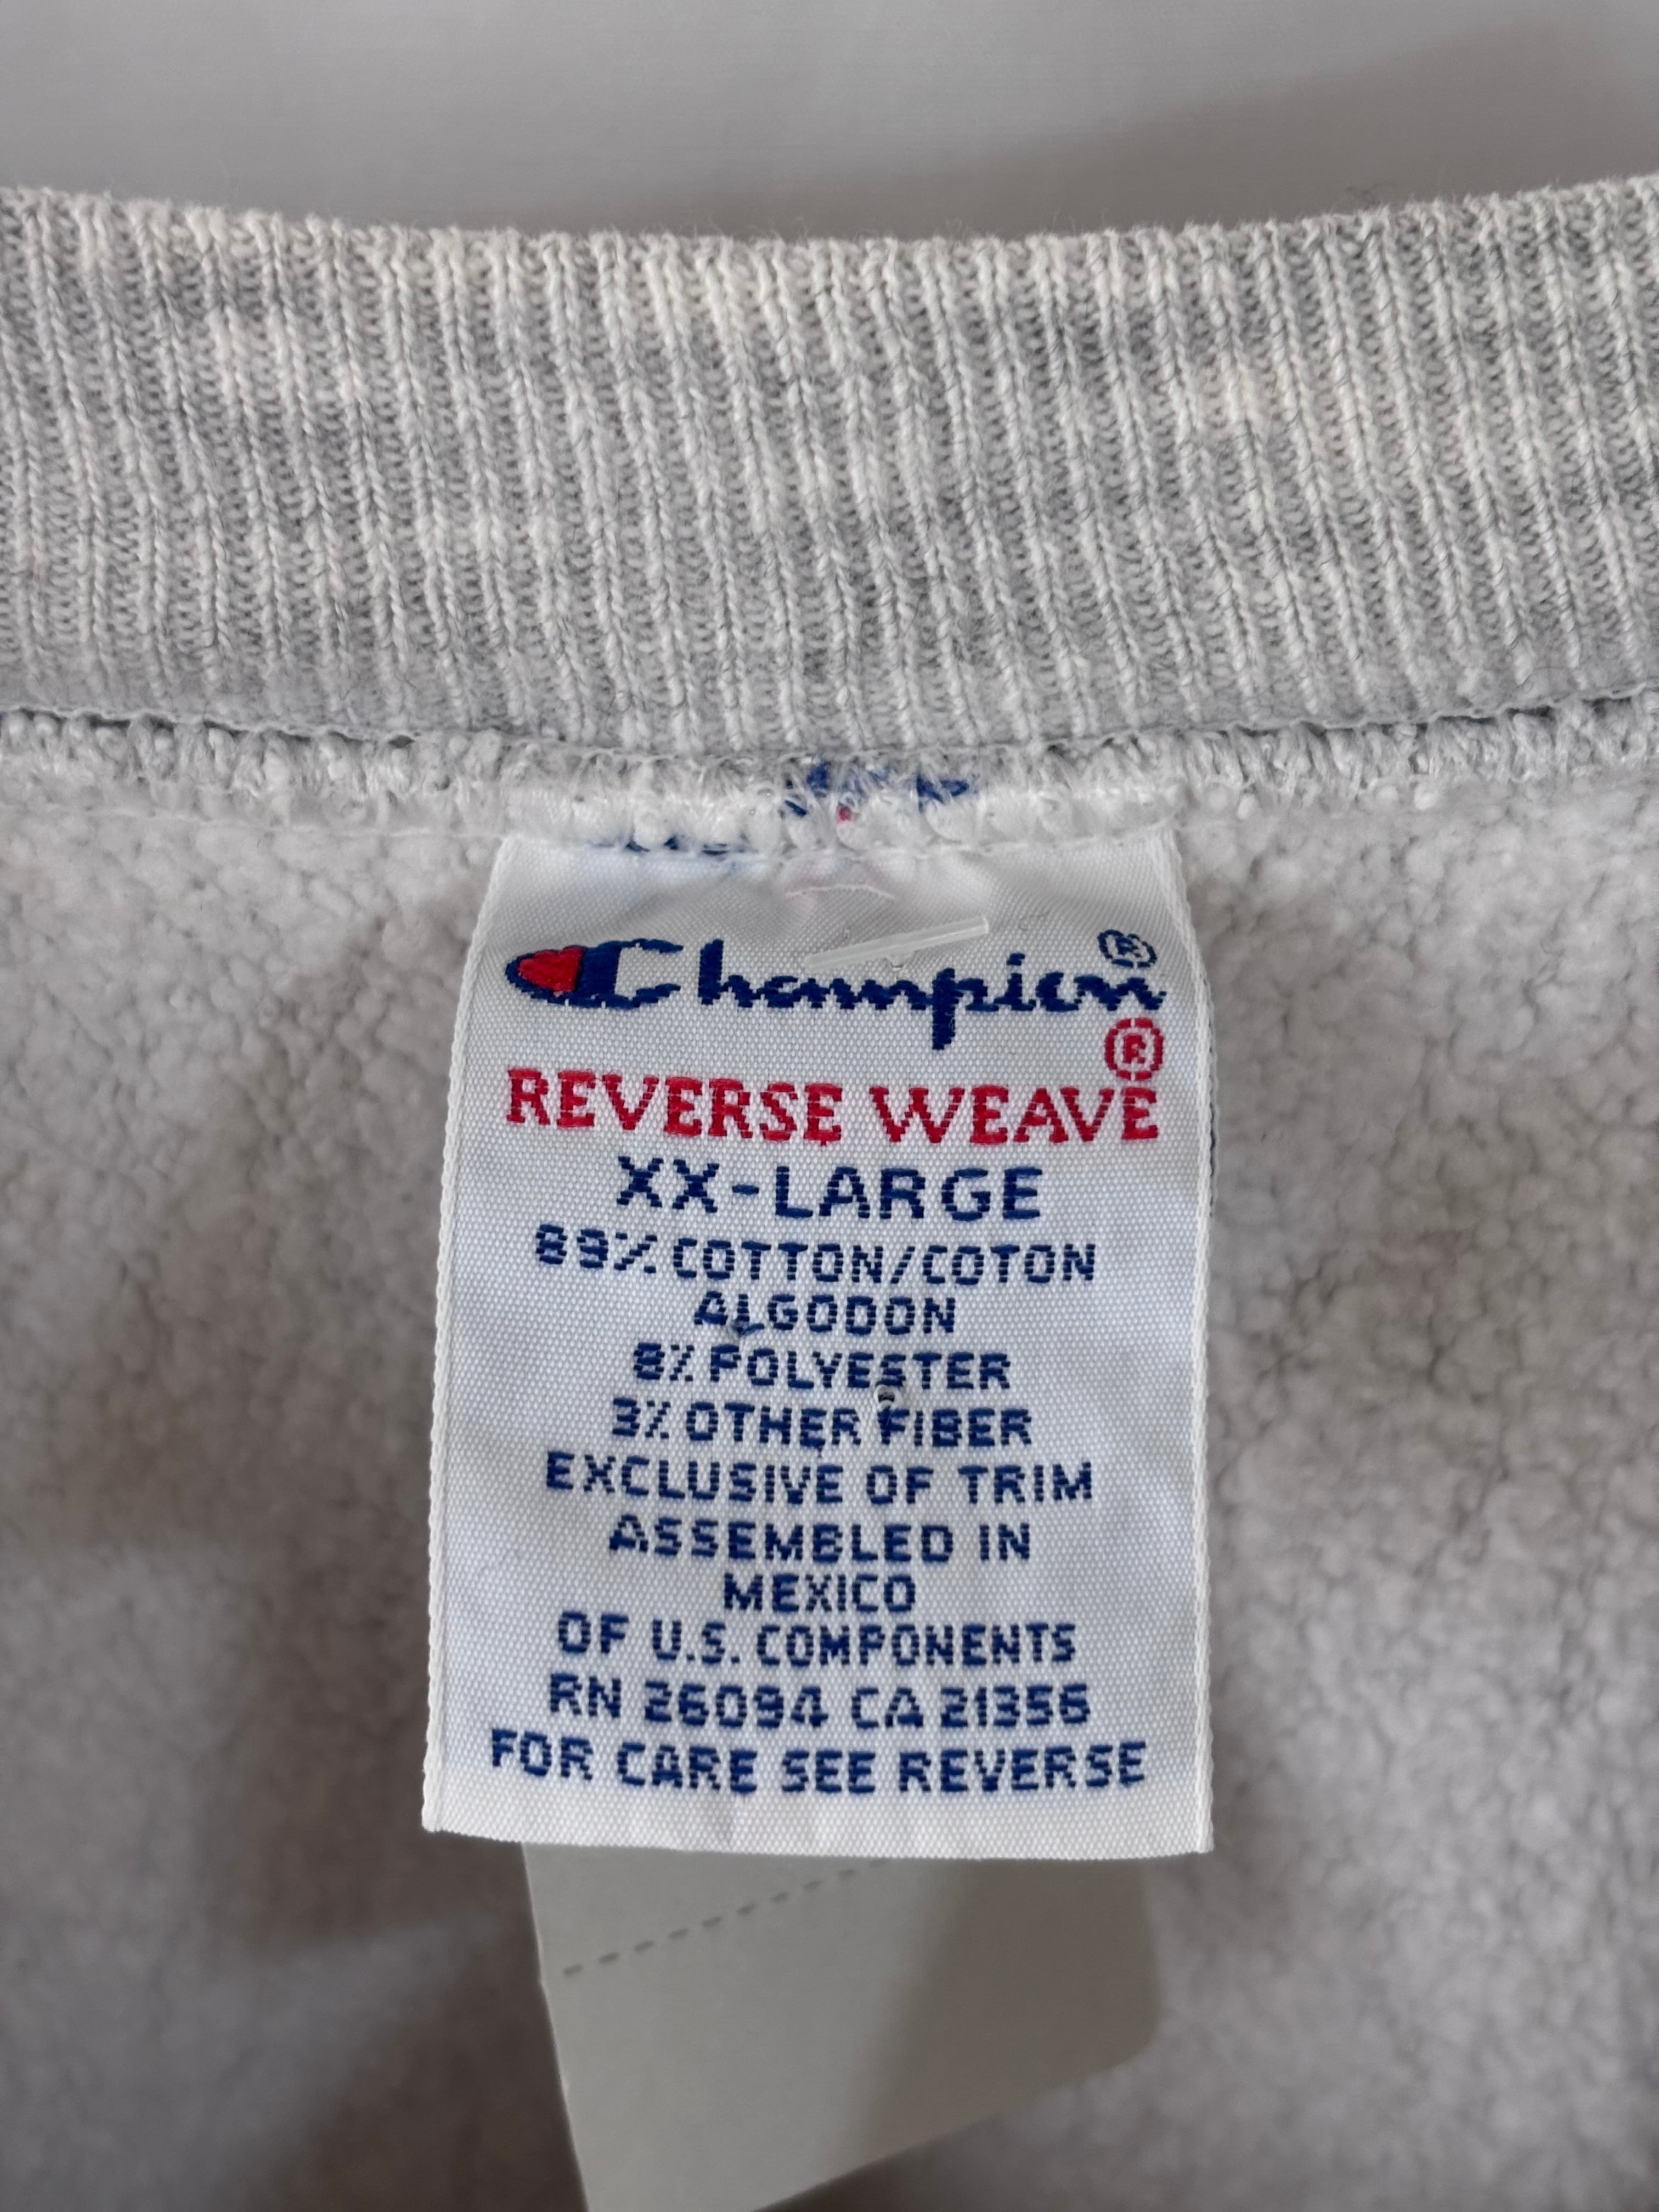 Champion®
®
REVERSE WEAVE
XX-LARGE
89% COTTON/COTON
ALGODON
8% POLYESTER
3% OTHER FIBER
EXCLUSIVE OF TRIM
ASSEMBLED IN
MEXICO
OF U.S. COMPONENTS
RN 26094 CA 21356
FOR CARE SEE REVERSE